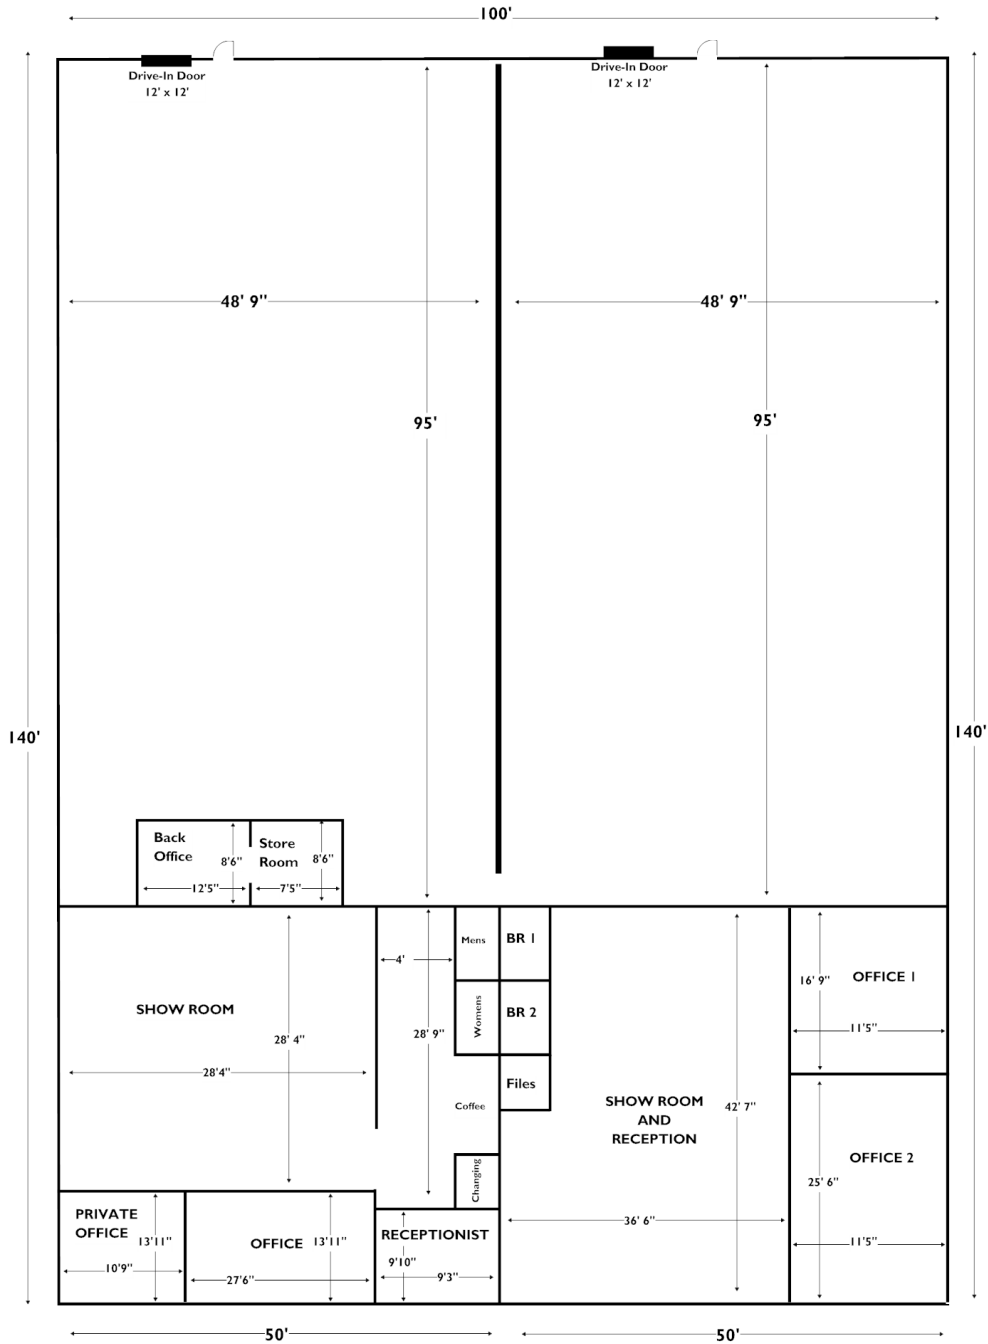 100'
Drive-In Door
12' x 12'
Drive-In Door
12' x 12'
48' 9"
48' 9"
95'
95'
140'
140'
Back
Office
8'6"
12'5"
Store
Room
8'6"
7'5"
Mens
BR 1
4'
Womens
BR 2
SHOW ROOM
28' 4"
28'4"
28' 9"
Coffee
Files
Changing
SHOW ROOM
AND
RECEPTION
42' 7"
36' 6"
16' 9"
OFFICE 1
11'5"
OFFICE 2
25' 6"
11'5"
PRIVATE
OFFICE
13'11"
10'9"
OFFICE
13'11"
27'6"
RECEPTIONIST
9'10"
9'3"
50'
50'